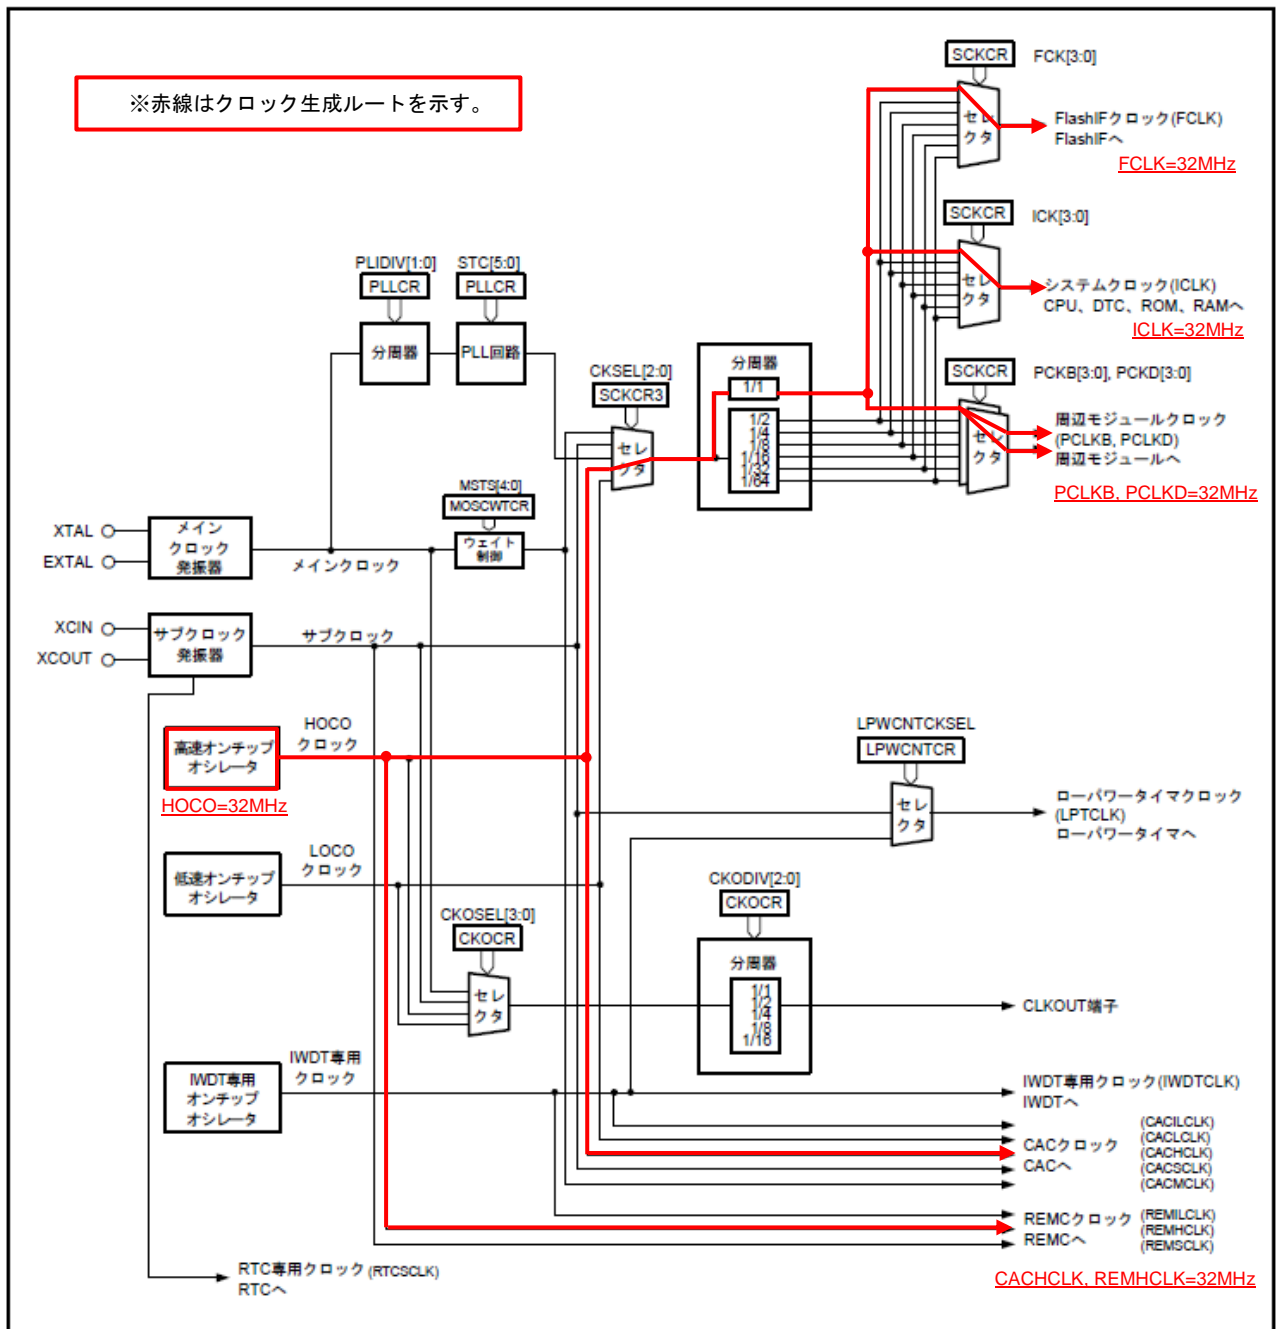 ※赤線はクロック生成ルートを示す。
SCKCR
FCK[3:0]
セレ
クタ
FlashIFクロック(FCLK)
FlashIFへ
FCLK=32MHz
SCKCR
ICK[3:0]
セレ
クタ
システムクロック(ICLK)
CPU、DTC、ROM、RAMへ
ICLK=32MHz
PLIDIV[1:0]
STC[5:0]
PLLCR
PLLCR
分周器
PLL回路
CKSEL[2:0]
SCKCR3
セレ
クタ
分周器
1/1
1/2
1/4
1/8
1/16
1/32
1/64
SCKCR
PCKB[3:0], PCKD[3:0]
セレ
クタ
周辺モジュールクロック
(PCLKB, PCLKD)
周辺モジュールへ
PCLKB, PCLKD=32MHz
MSTS[4:0]
MOSCWTCR
ウェイト
制御
XTAL
EXTAL
メイン
クロック
発振器
メインクロック
XCIN
XCOUT
サブクロック
発振器
サブクロック
高速オンチップ
オシレータ
HOCO
クロック
HOCO=32MHz
LPWCNTCKSEL
LPWCNTCR
セレ
クタ
ローパワータイマクロック
(LPTCLK)
ローパワータイマへ
低速オンチップ
オシレータ
LOCO
クロック
CKOSEL[3:0]
CKOCR
セレ
クタ
CKODIV[2:0]
CKOCR
分周器
1/1
1/2
1/4
1/8
1/16
CLKOUT端子
IWDT専用
オンチップ
オシレータ
IWDT専用
クロック
IWDT専用クロック(IWDTCLK)
IWDTへ
CACクロック
CACへ
(CACILCLK)
(CACLCLK)
(CACHCLK)
(CACSCLK)
(CACMCLK)
REMCクロック
REMCへ
(REMILCLK)
(REMHCLK)
(REMSCLK)
RTC専用クロック(RTCSCLK)
RTCへ
CACHCLK, REMHCLK=32MHz